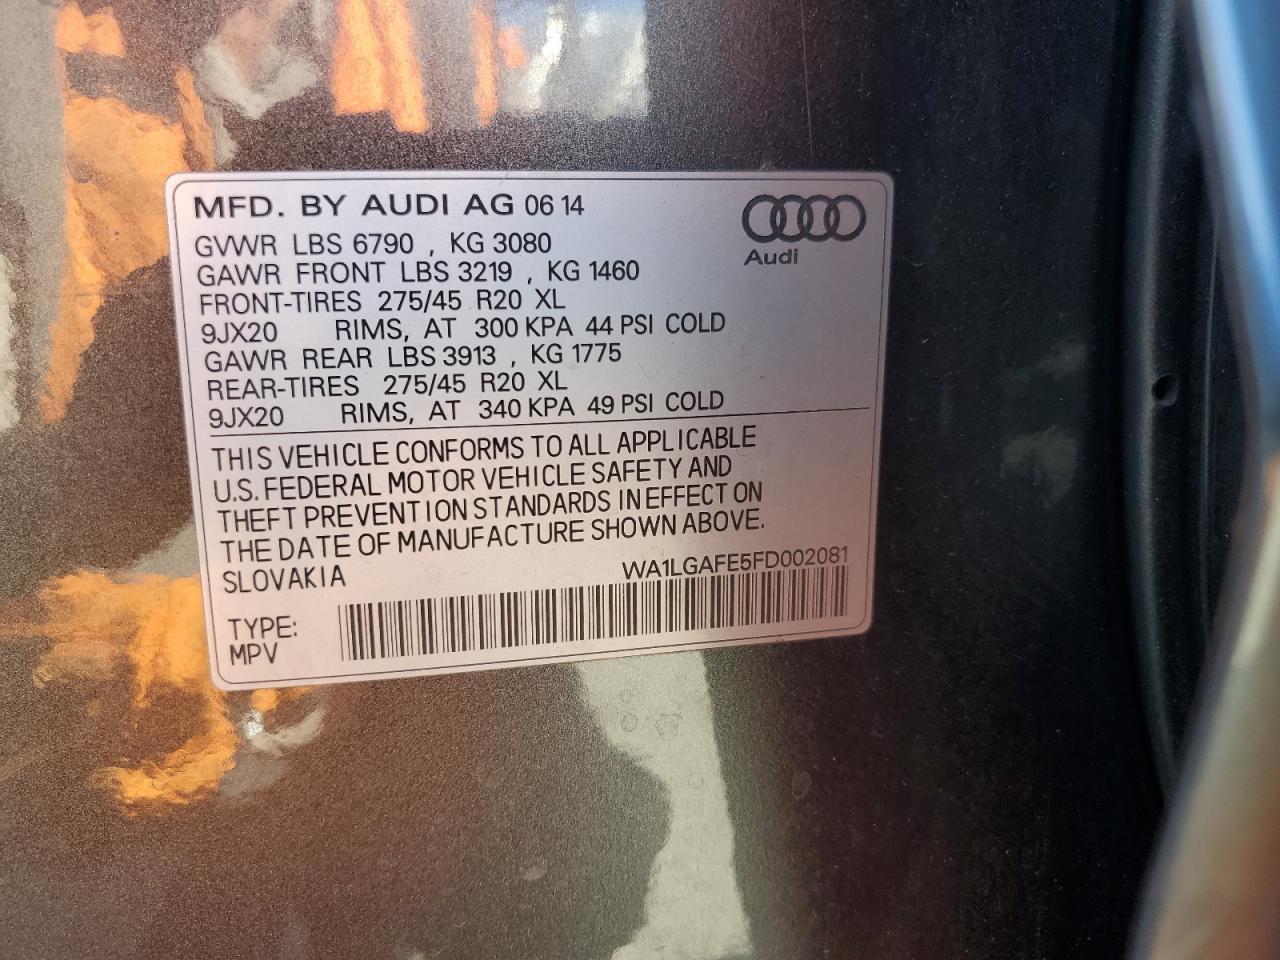 MFD. BY AUDI AG 06 14
Audi
GVWR LBS 6790 , KG 3080
GAWR FRONT LBS 3219 , KG 1460
FRONT-TIRES 275/45 R20 XL
9JX20 RIMS, AT 300 KPA 44 PSI COLD
GAWR REAR LBS 3913 , KG 1775
REAR-TIRES 275/45 R20 XL
9JX20 RIMS, AT 340 KPA 49 PSI COLD
THIS VEHICLE CONFORMS TO ALL APPLICABLE
U.S. FEDERAL MOTOR VEHICLE SAFETY AND
THEFT PREVENTION STANDARDS IN EFFECT ON
THE DATE OF MANUFACTURE SHOWN ABOVE.
SLOVAKIA WA1LGAFE5FD002081
TYPE:
MPV